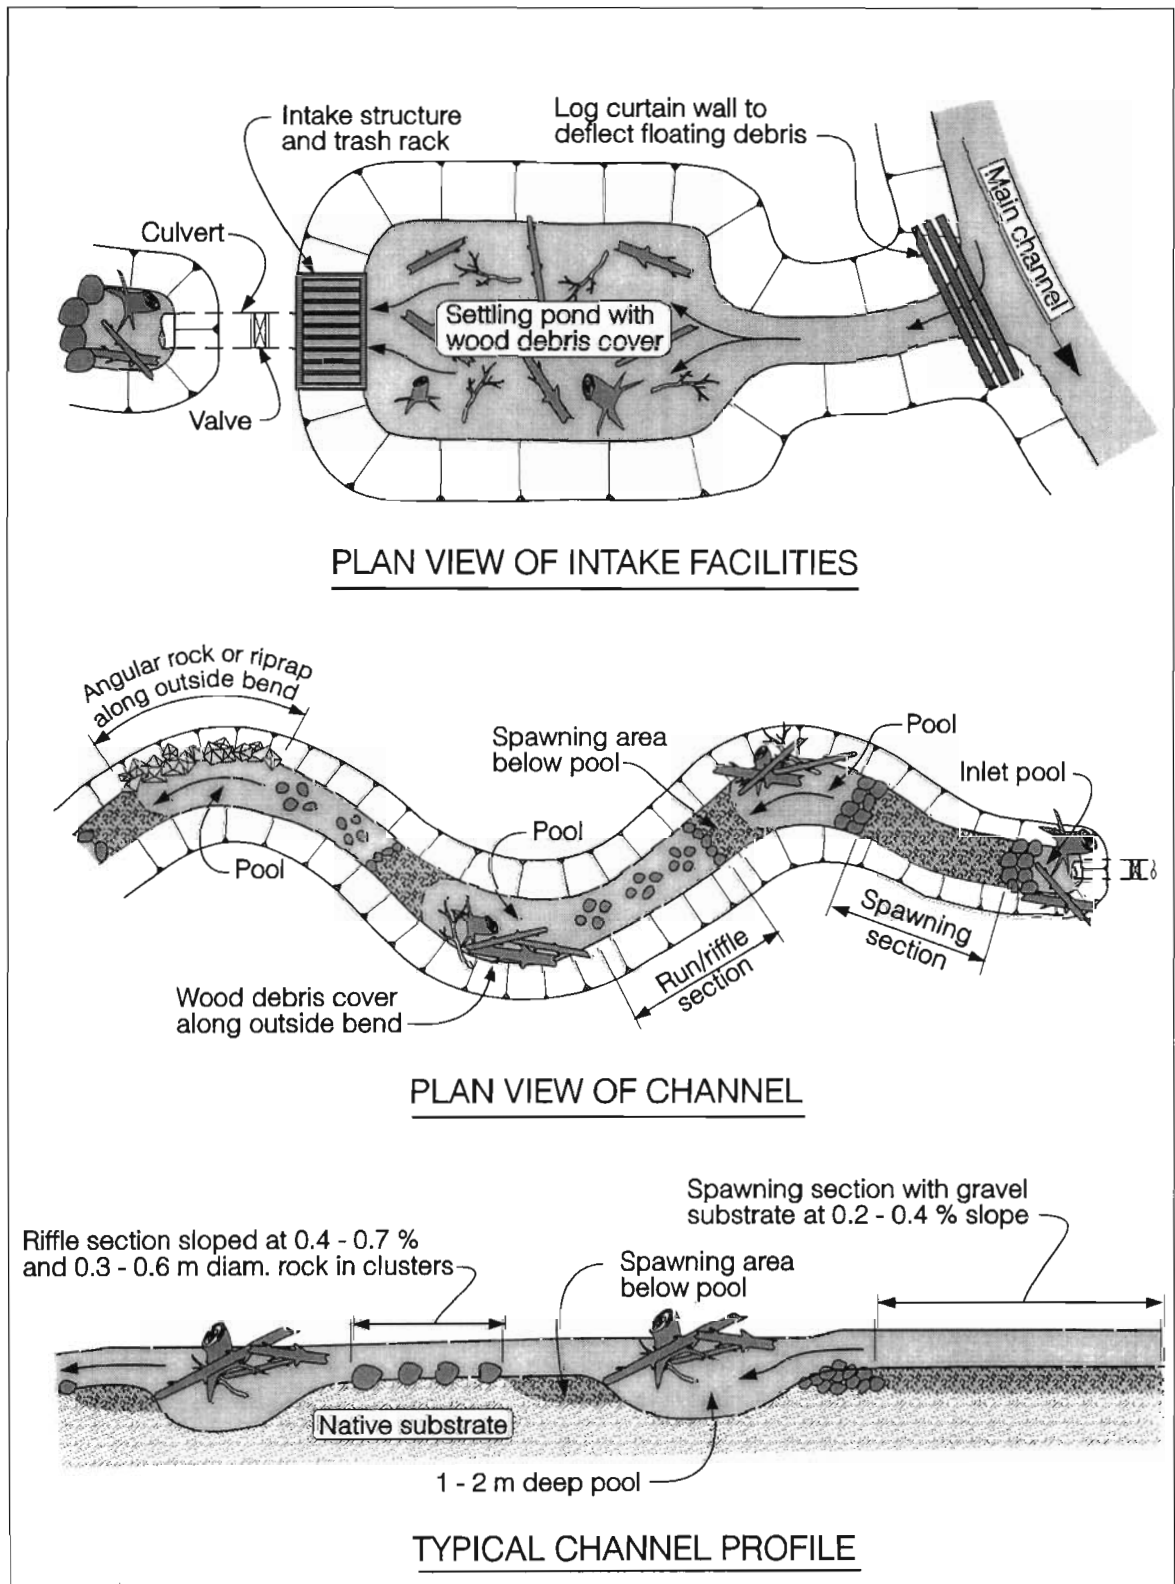 Intake structure
and trash rack
Log curtain wall to
deflect floating debris
Main channel
Culvert
Settling pond with
wood debris cover
Valve
PLAN VIEW OF INTAKE FACILITIES
Angular rock or riprap
along outside bend
Spawning area
below pool
Pool
Inlet pool
Pool
Pool
Spawning
section
Run/riffle
section
Wood debris cover
along outside bend
PLAN VIEW OF CHANNEL
Spawning section with gravel
substrate at 0.2 - 0.4 % slope
Riffle section sloped at 0.4 - 0.7 %
and 0.3 - 0.6 m diam. rock in clusters
Spawning area
below pool
Native substrate
1 - 2 m deep pool
TYPICAL CHANNEL PROFILE